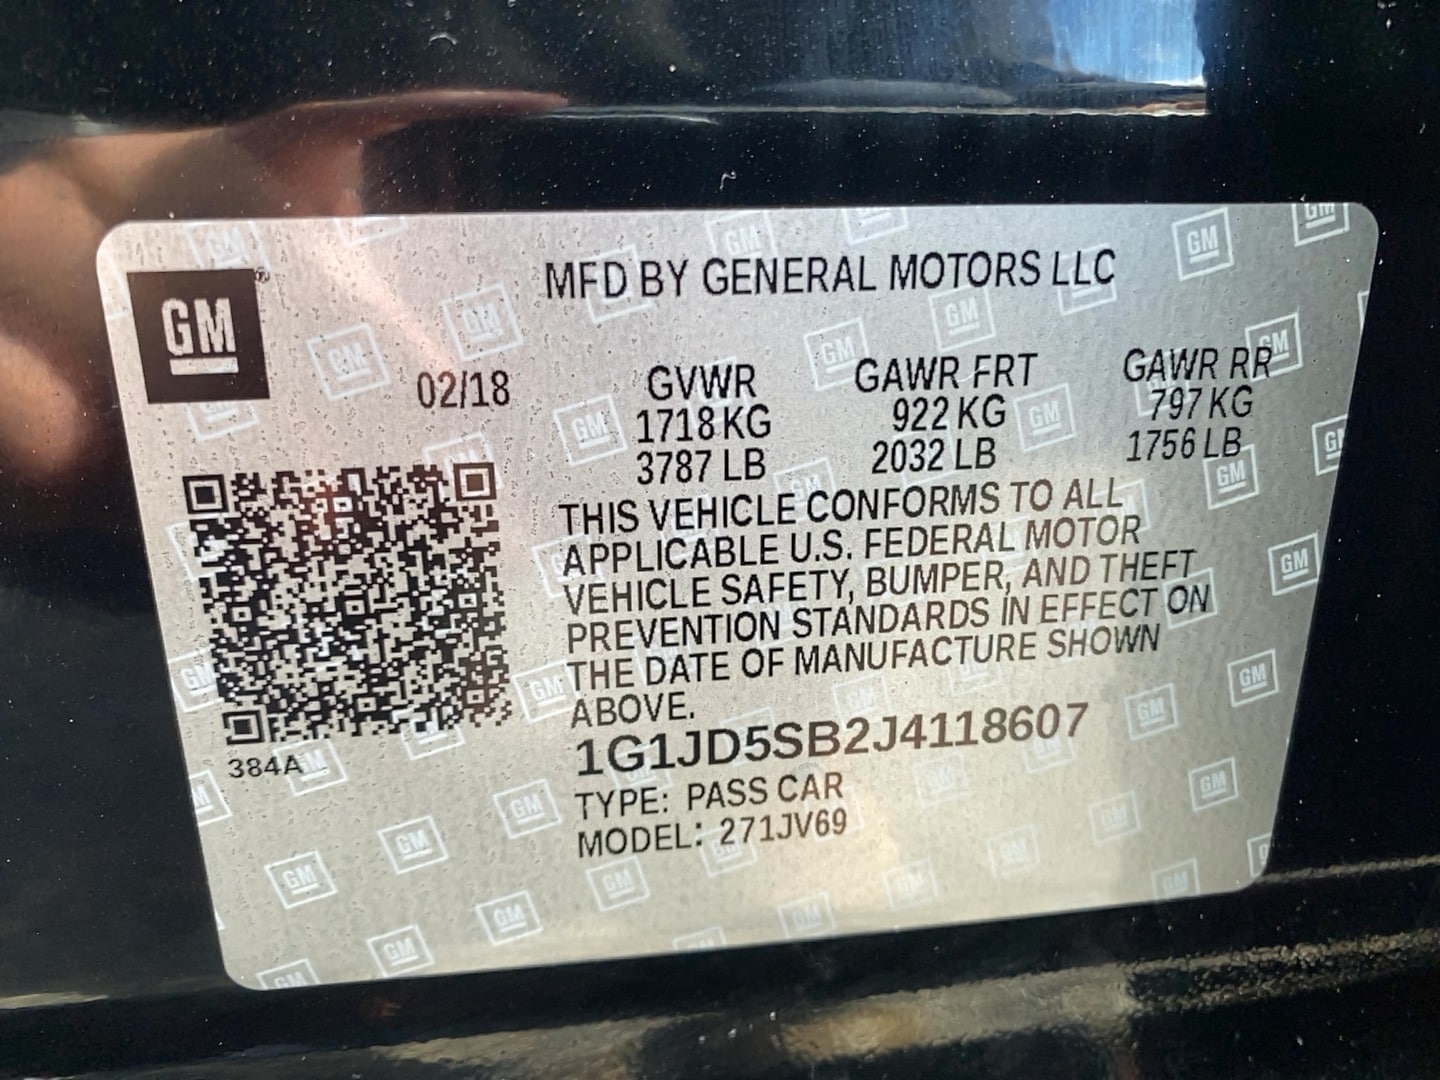 GM
MFD BY GENERAL MOTORS LLC
02/18
GVWR GAWR FRT GAWR RR
1718 KG 922 KG 797 KG
3787 LB 2032 LB 1756 LB
THIS VEHICLE CONFORMS TO ALL
APPLICABLE U.S. FEDERAL MOTOR
VEHICLE SAFETY, BUMPER, AND THEFT
PREVENTION STANDARDS IN EFFECT ON
THE DATE OF MANUFACTURE SHOWN
ABOVE.
1G1JD5SB2J4118607
384A
TYPE: PASS CAR
MODEL: 271JV69